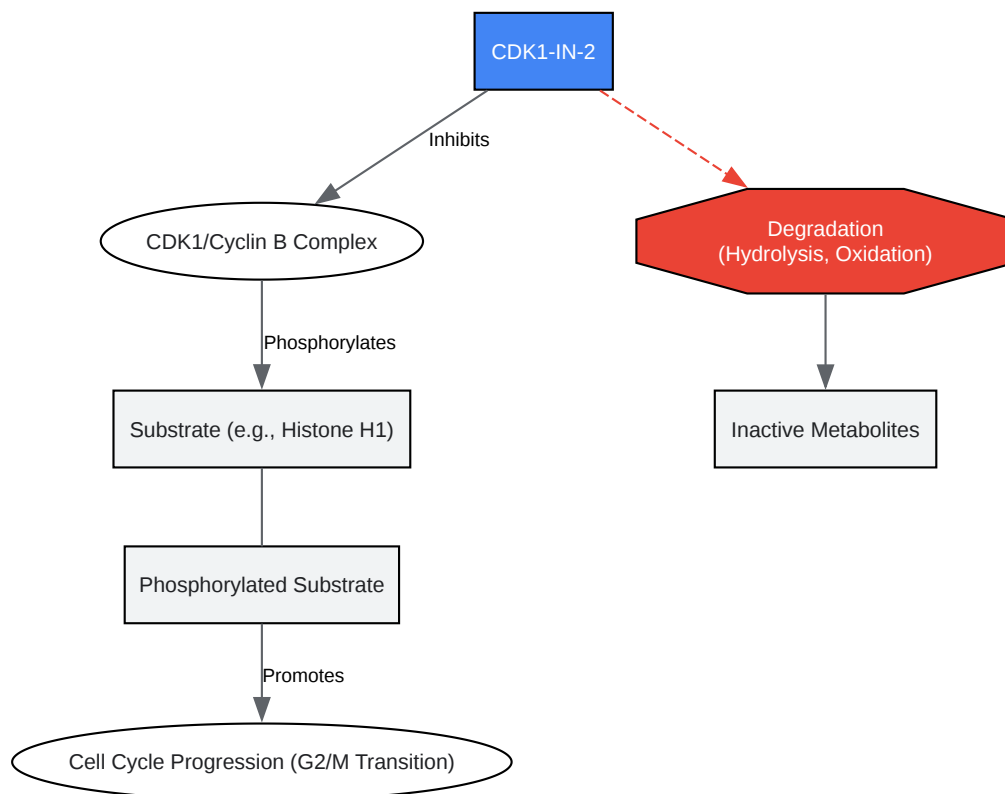 CDK1-IN-2
Inhibits
CDK1/Cyclin B Complex
Degradation
(Hydrolysis, Oxidation)
Phosphorylates
Substrate (e.g., Histone H1)
Inactive Metabolites
Phosphorylated Substrate
Promotes
Cell Cycle Progression (G2/M Transition)